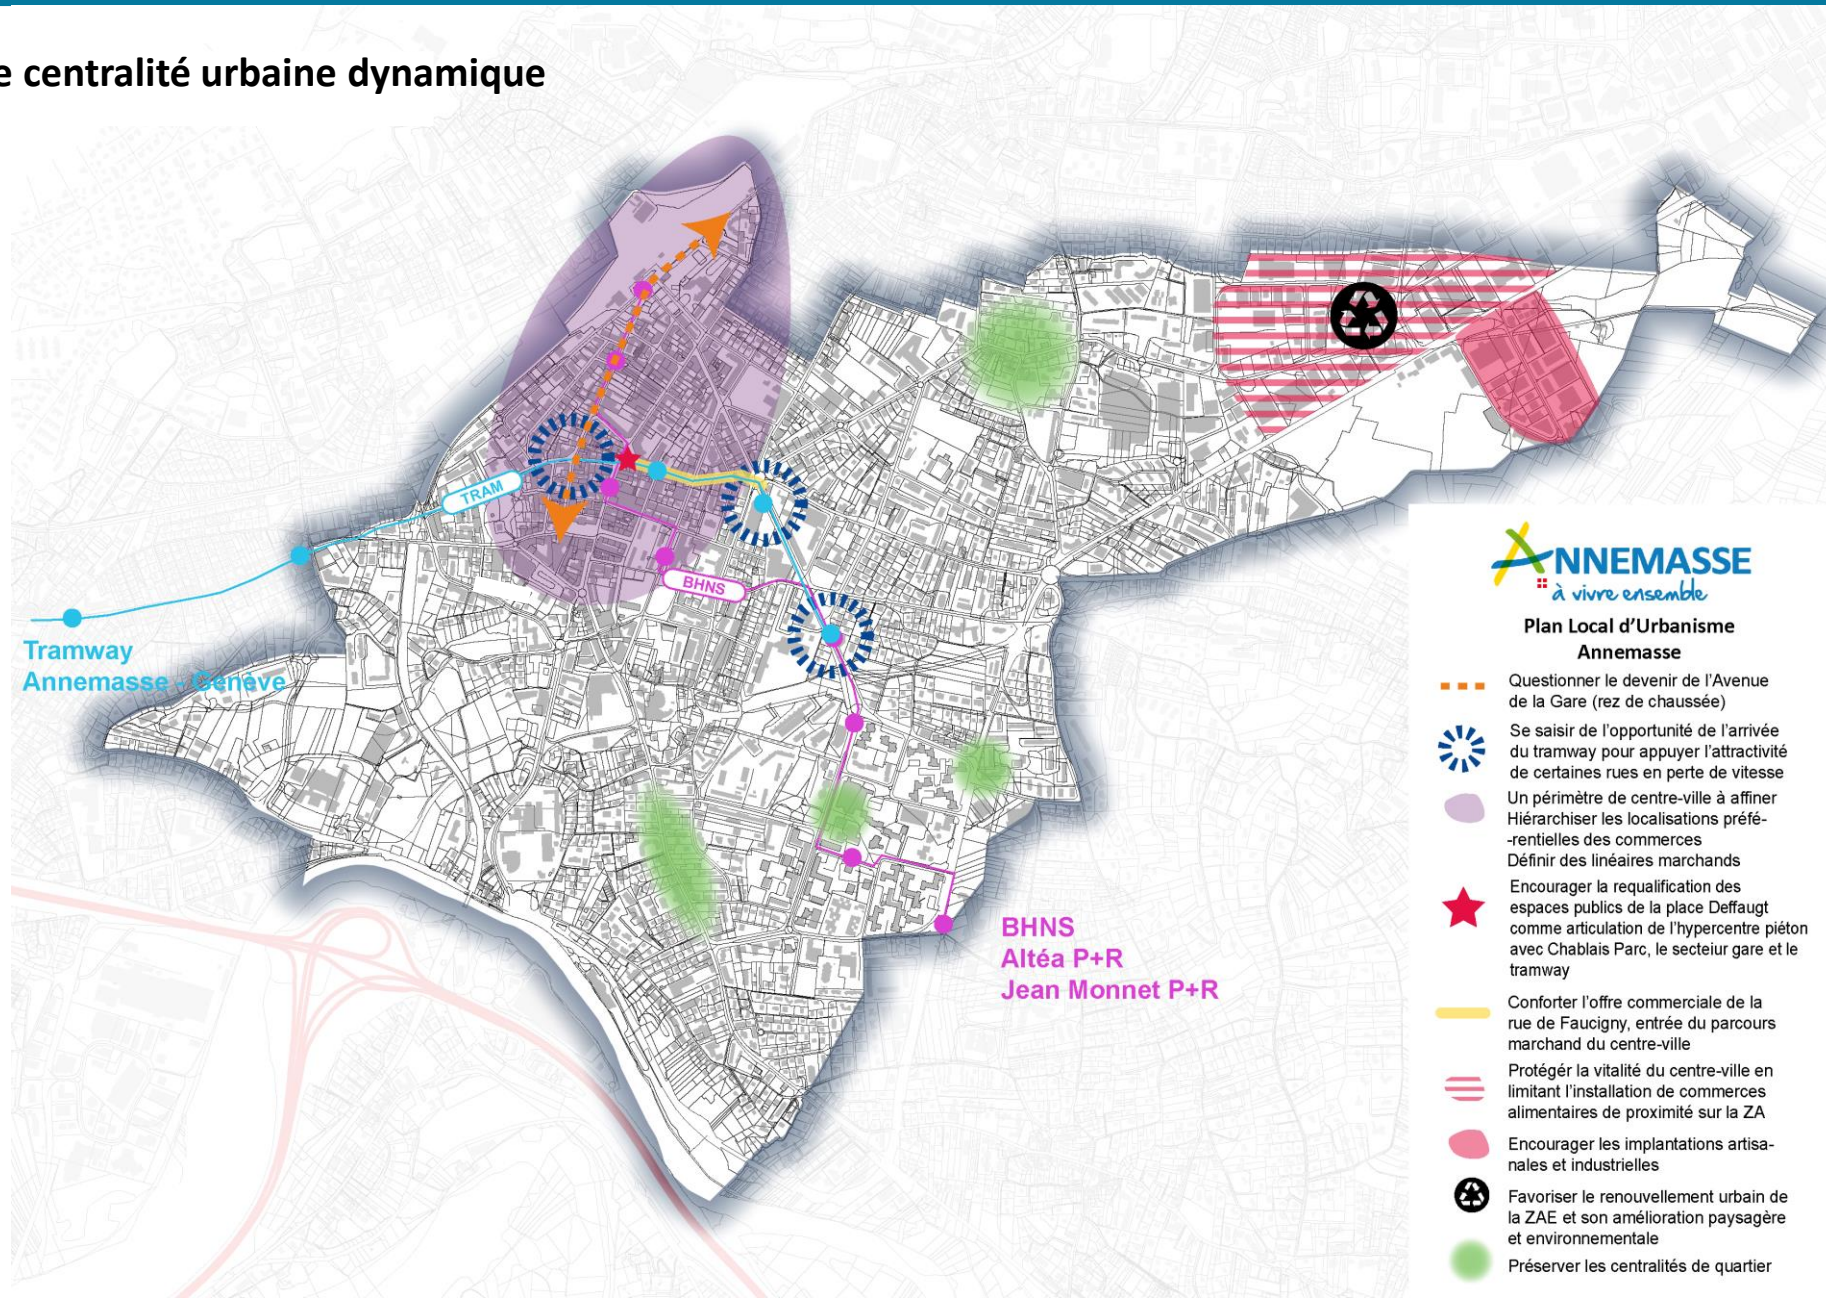 e centralité urbaine dynamique
TRAM
BHNS
Tramway
Annemasse - Genève
BHNS
Altéa P+R
Jean Monnet P+R
ANNEMASSE
à vivre ensemble
Plan Local d'Urbanisme
Annemasse
Questionner le devenir de l'Avenue
de la Gare (rez de chaussée)
Se saisir de l'opportunité de l'arrivée
du tramway pour appuyer l'attractivité
de certaines rues en perte de vitesse
Un périmètre de centre-ville à affiner
Hiérarchiser les localisations préfé-
-rentielles des commerces
Définir des linéaires marchands
Encourager la requalification des
espaces publics de la place Deffaugt
comme articulation de l'hypercentre piéton
avec Chablais Parc, le secteiur gare et le
tramway
Conforter l'offre commerciale de la
rue de Faucigny, entrée du parcours
marchand du centre-ville
Protégér la vitalité du centre-ville en
limitant l'installation de commerces
alimentaires de proximité sur la ZA
Encourager les implantations artisa-
nales et industrielles
Favoriser le renouvellement urbain de
la ZAE et son amélioration paysagère
et environnementale
Préserver les centralités de quartier